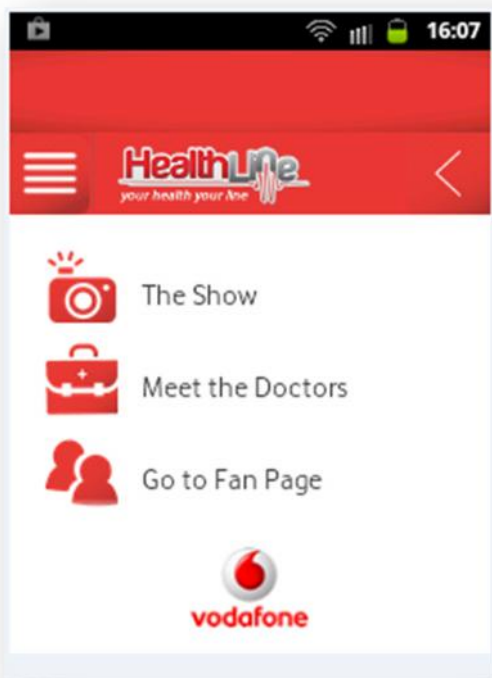 16:07
HealthLine
your health your line
The Show
Meet the Doctors
Go to Fan Page
vodafone